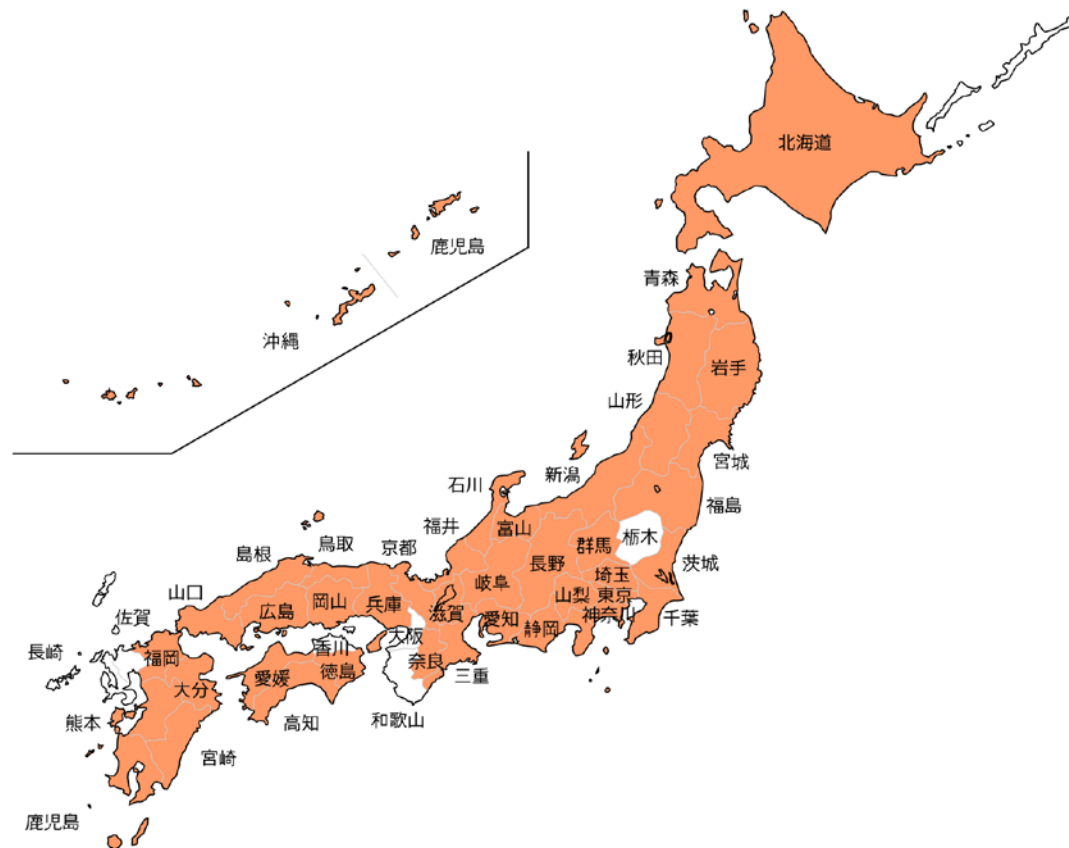 北海道
鹿児島
青森
沖縄
秋田
岩手
山形
宮城
新潟
石川
福島
福井
富山
栃木
群馬
鳥取
京都
島根
茨城
長野
埼玉
岐阜
山口
山梨
東京
岡山
兵庫
広島
滋賀
愛知
神奈川
千葉
佐賀
静岡
大阪
香川
長崎
福岡
奈良
徳島
三重
愛媛
大分
熊本
高知
和歌山
宮崎
鹿児島